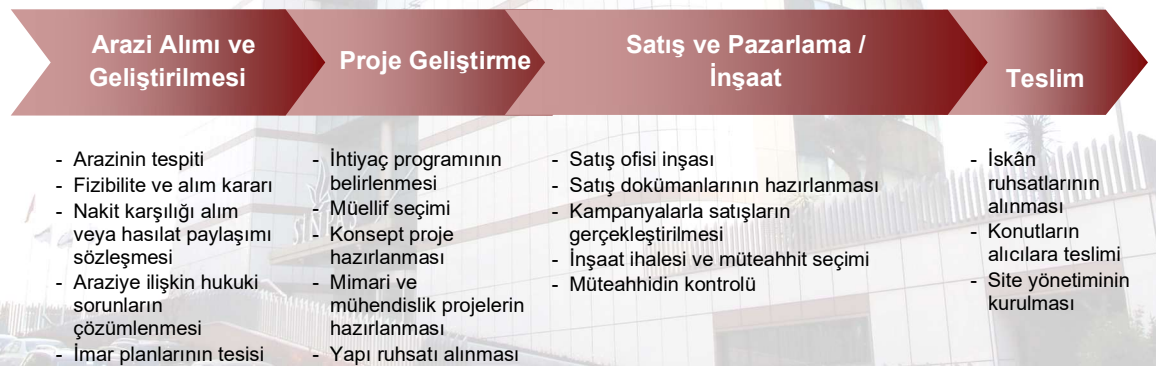 Arazi Alımı ve
Geliştirilmesi
- Arazinin tespiti
- Fizibilite ve alım kararı
- Nakit karşılığı alım
veya hasılat paylaşımı
sözleşmesi
- Araziye ilişkin hukuki
sorunların
çözümlenmesi
- İmar planlarının tesisi
Proje Geliştirme
- İhtiyaç programının
belirlenmesi
- Müellif seçimi
- Konsept proje
hazırlanması
- Mimari ve
mühendislik projelerin
hazırlanması
- Yapı ruhsatı alınması
Satış ve Pazarlama /
İnşaat
- Satış ofisi inşası
- Satış dokümanlarının hazırlanması
- Kampanyalarla satışların
gerçekleştirilmesi
- İnşaat ihalesi ve müteahhit seçimi
- Müteahhidin kontrolü
Teslim
- İskân
ruhsatlarının
alınması
- Konutların
alıcılara teslimi
- Site yönetiminin
kurulması